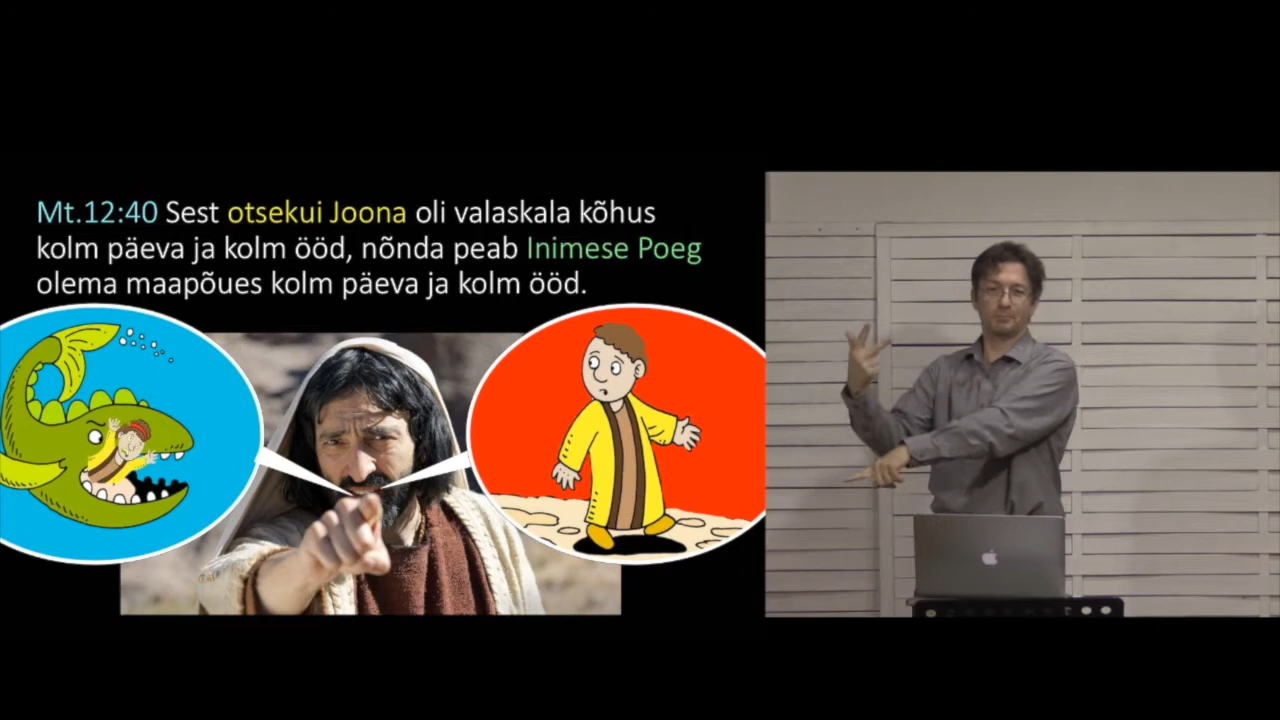 Mt.12:40 Sest otsekui Joona oli valaskala kõhus
kolm päeva ja kolm ööd, nõnda peab Inimese Poeg
olema maapõues kolm päeva ja kolm ööd.